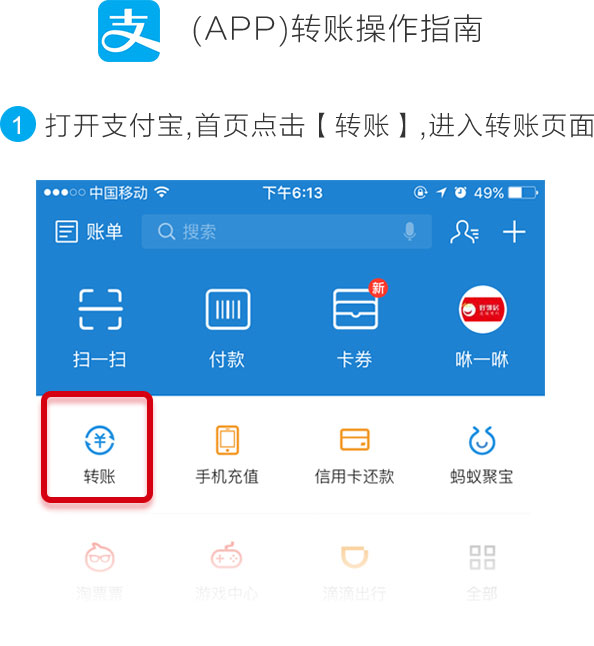 支
(APP)转账操作指南
1 打开支付宝,首页点击【转账】,进入转账页面
中国移动 下午6:13 49%
账单 搜索
新
扫一扫 付款 卡券 咻一咻
转账 手机充值 信用卡还款 蚂蚁聚宝
淘票票 游戏中心 滴滴出行 全部